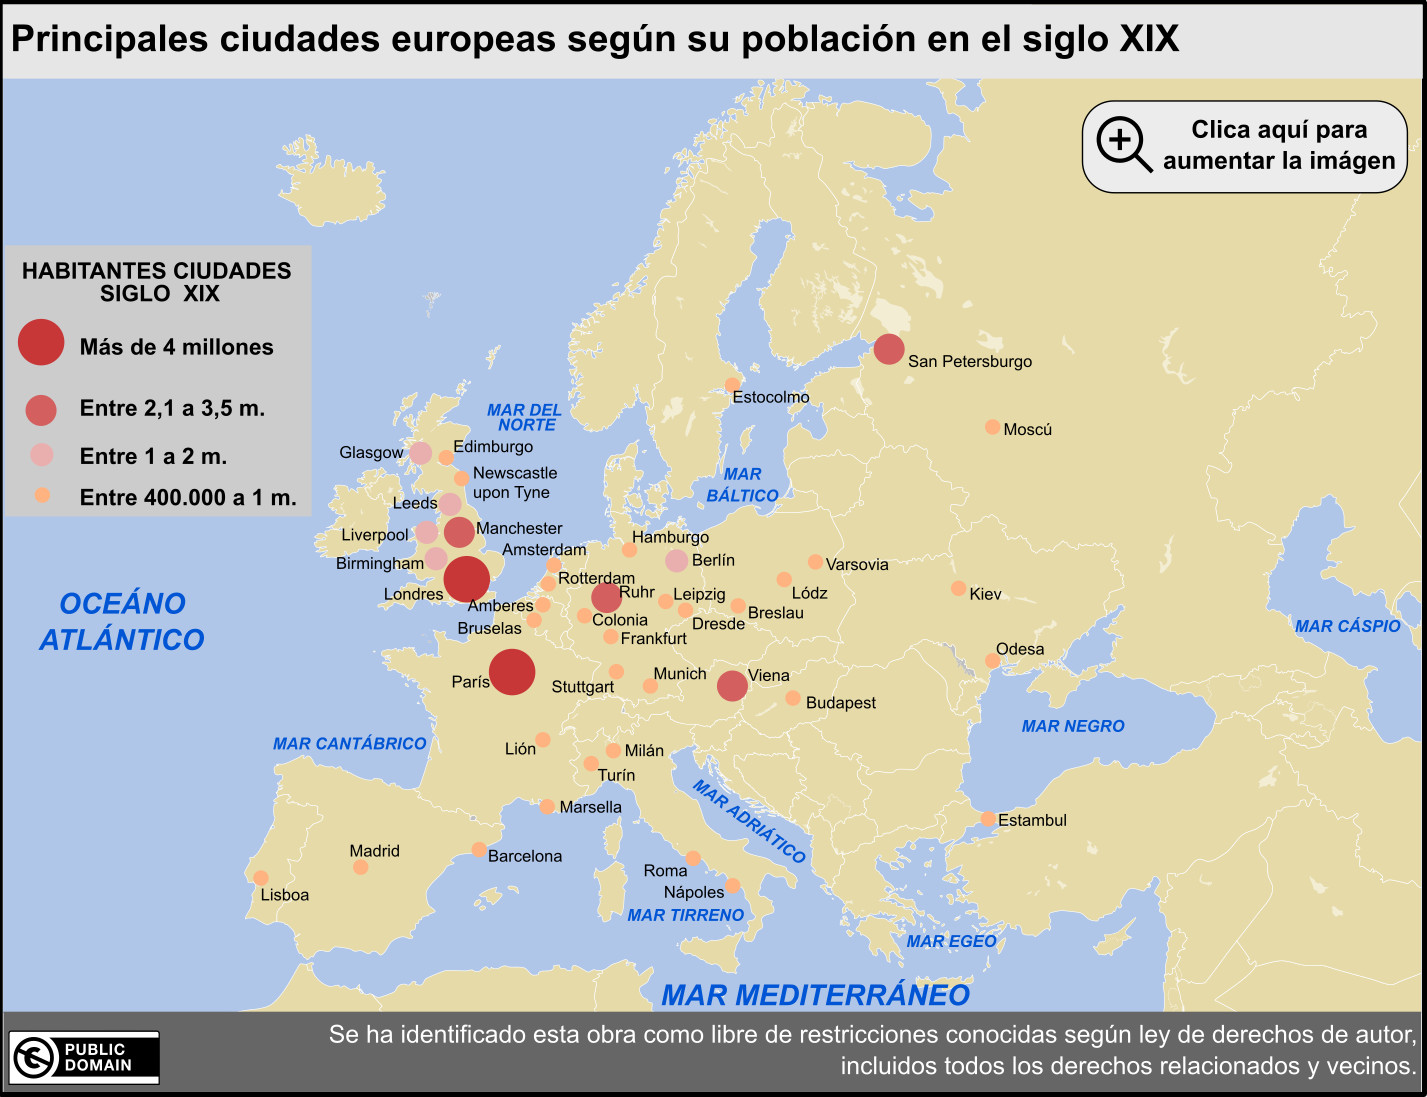 Principales ciudades europeas según su población en el siglo XIX
Clica aquí para
aumentar la imágen
HABITANTES CIUDADES
SIGLO XIX
Más de 4 millones
Entre 2,1 a 3,5 m.
Entre 1 a 2 m.
Entre 400.000 a 1 m.
San Petersburgo
Estocolmo
MAR DEL
NORTE
Moscú
Glasgow
Edimburgo
Newscastle
upon Tyne
MAR
BÁLTICO
Leeds
Liverpool
Manchester
Hamburgo
Amsterdam
Berlín
Birmingham
Varsovia
Rotterdam
Londres
Ruhr
Leipzig
Lódz
Kiev
OCEÁNO
ATLÁNTICO
Amberes
Breslau
Colonia
Dresde
Bruselas
Frankfurt
MAR CÁSPIO
Odesa
París
Stuttgart
Munich
Viena
Budapest
MAR NEGRO
MAR CANTÁBRICO
Lión
Milán
Turín
MAR ADRIÁTICO
Marsella
Estambul
Madrid
Barcelona
Roma
Lisboa
Nápoles
MAR TIRRENO
MAR EGEO
MAR MEDITERRÁNEO
PUBLIC
DOMAIN
Se ha identificado esta obra como libre de restricciones conocidas según ley de derechos de autor,
incluidos todos los derechos relacionados y vecinos.